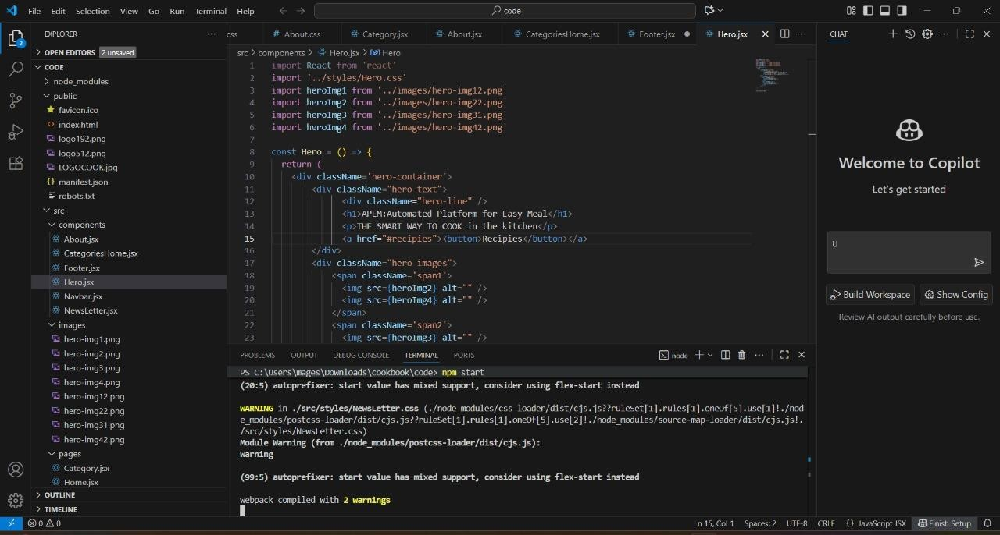 File Edit Selection View Go Run Terminal Help
code
EXPLORER
OPEN EDITORS 2 unsaved
CODE
node_modules
public
favicon.ico
index.html
logo192.png
logo512.png
LOGOCOOK.jpg
manifest.json
robots.txt
src
components
About.jsx
CategoriesHome.jsx
Footer.jsx
Hero.jsx
Navbar.jsx
NewsLetter.jsx
images
hero-img1.png
hero-img2.png
hero-img3.png
hero-img4.png
hero-img12.png
hero-img22.png
hero-img31.png
hero-img42.png
pages
Category.jsx
Home.jsx
OUTLINE
TIMELINE
2
css # About.css Category.jsx About.jsx CategoriesHome.jsx Footer.jsx Hero.jsx
src > components > Hero.jsx > Hero
1 import React from 'react'
2 import '../styles/Hero.css'
3 import heroImg1 from '../images/hero-img12.png'
4 import heroImg2 from '../images/hero-img22.png'
5 import heroImg3 from '../images/hero-img31.png'
6 import heroImg4 from '../images/hero-img42.png'
7
8 const Hero = () => {
9 return (
10 <div className='hero-container'>
11 <div className="hero-text">
12 <div className="hero-line" />
13 <h1>APEM:Automated Platform for Easy Meal</h1>
14 <p>THE SMART WAY TO COOK in the kitchen</p>
15 <a href="#recipies"><button>Recipies</button></a>
16 </div>
17 <div className="hero-images">
18 <span className='span1'>
19 <img src={heroImg2} alt="" />
20 <img src={heroImg4} alt="" />
21 </span>
22 <span className='span2'>
23 <img src={heroImg3} alt="" />
PROBLEMS OUTPUT DEBUG CONSOLE TERMINAL PORTS
node
PS C:\Users\mages\Downloads\cookbook\code> npm start
(20:5) autoprefixer: start value has mixed support, consider using flex-start instead
WARNING in ./src/styles/NewsLetter.css (./node_modules/css-loader/dist/cjs.js??ruleSet[1].rules[1].oneOf[5].use[1]!./nod
e_modules/postcss-loader/dist/cjs.js??ruleSet[1].rules[1].oneOf[5].use[2]!./node_modules/source-map-loader/dist/cjs.js!.
/src/styles/NewsLetter.css)
Module Warning (from ./node_modules/postcss-loader/dist/cjs.js):
Warning
(99:5) autoprefixer: start value has mixed support, consider using flex-start instead
webpack compiled with 2 warnings
CHAT
Welcome to Copilot
Let's get started
U
Build Workspace Show Config
Review AI output carefully before use.
0 0
Ln 15, Col 1 Spaces: 2 UTF-8 CRLF {} JavaScript JSX Finish Setup